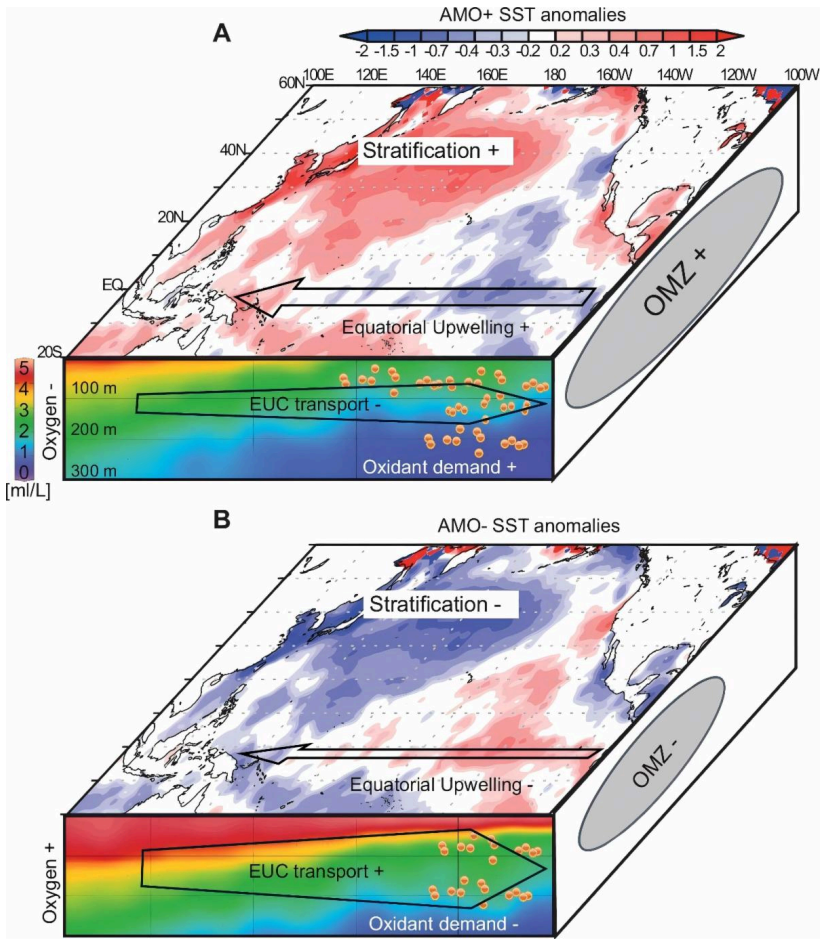 A
AMO+ SST anomalies
-2 -1.5 -1 -0.7 -0.4 -0.3 -0.2 0.2 0.3 0.4 0.7 1 1.5 2
60N 100E 120E 140E 160E 180 160W 140W 120W 100W
40N
20N
EQ
20S
Stratification +
Equatorial Upwelling +
OMZ +
5
4
3
2
1
0
[ml/L]
Oxygen -
100 m
200 m
300 m
EUC transport -
Oxidant demand +
B
AMO- SST anomalies
Stratification -
Equatorial Upwelling -
OMZ -
Oxygen +
EUC transport +
Oxidant demand -